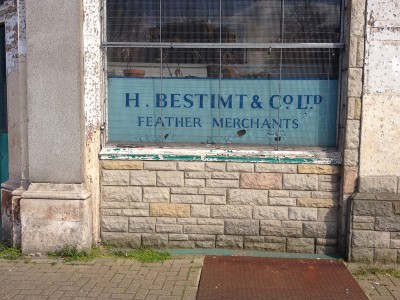 H. BESTIMT & CO. LTD
FEATHER MERCHANTS